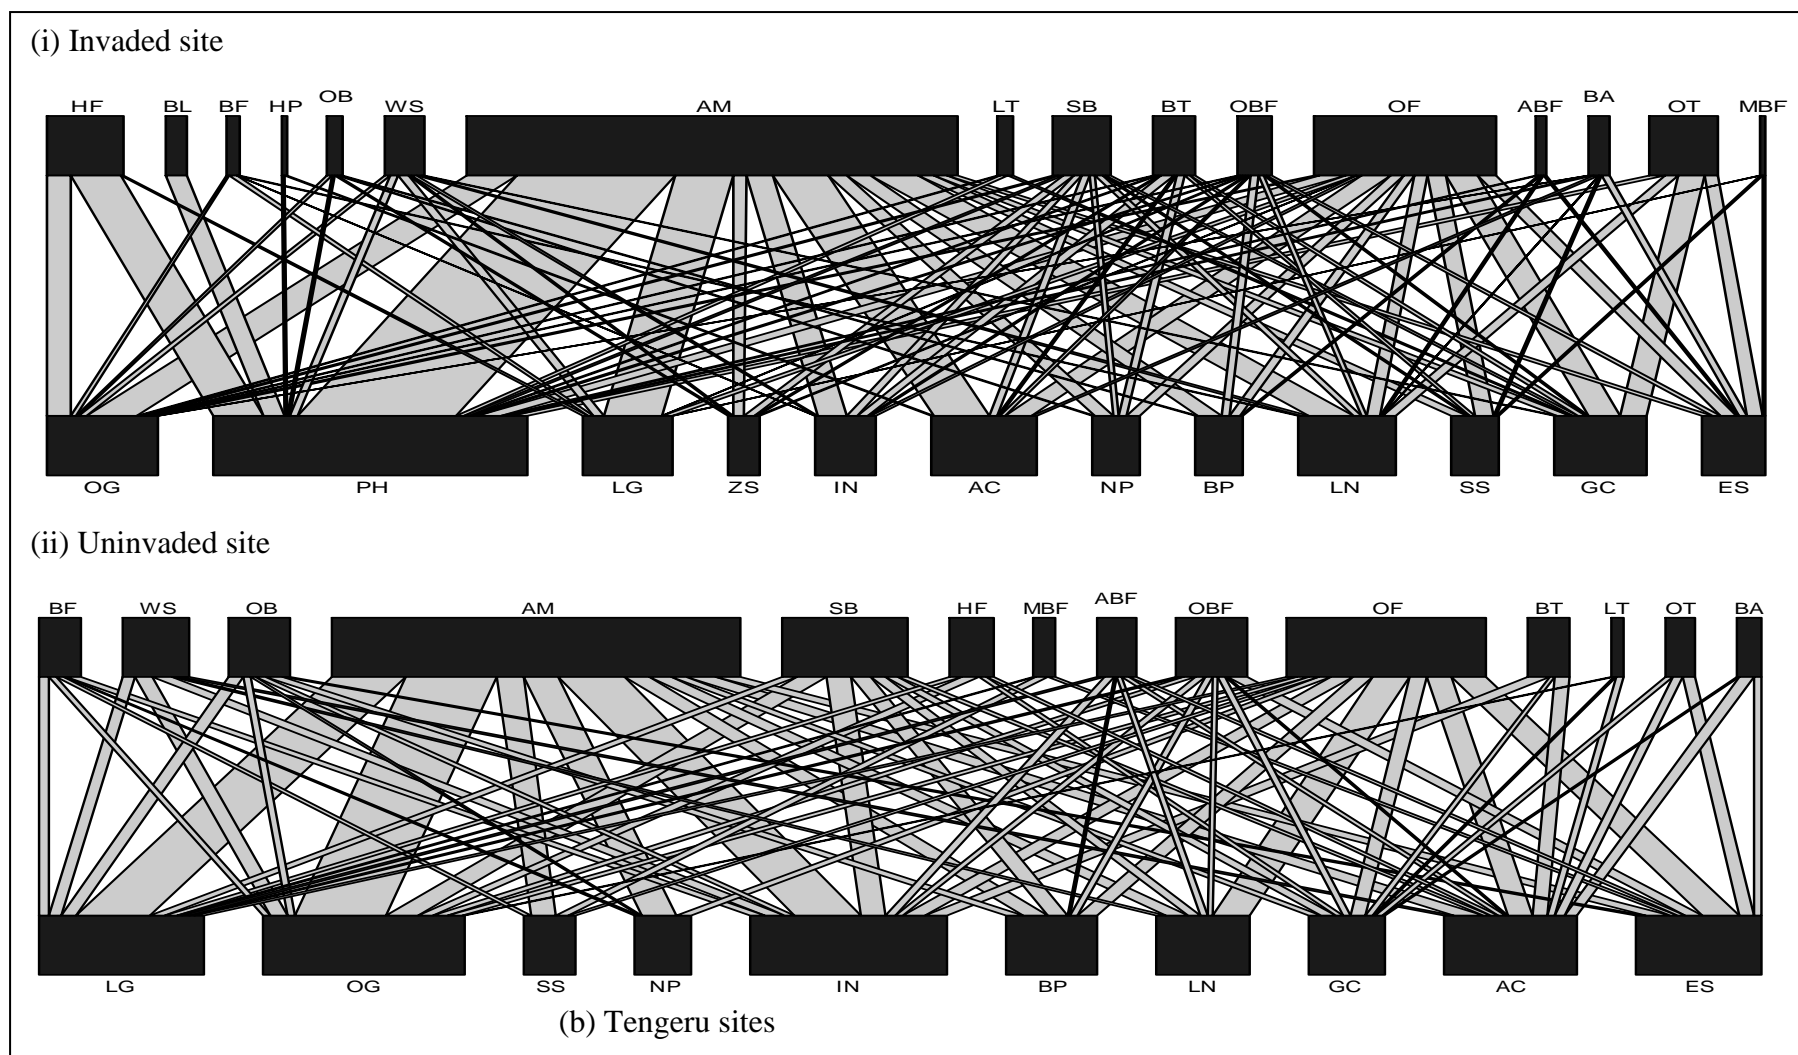 (i) Invaded site
HF BL BF HP OB WS AM LT SB BT OBF OF ABF BA OT MBF
OG PH LG ZS IN AC NP BP LN SS GC ES
(ii) Uninvaded site
BF WS OB AM SB HF MBF ABF OBF OF BT LT OT BA
LG OG SS NP IN BP LN GC AC ES
(b) Tengeru sites